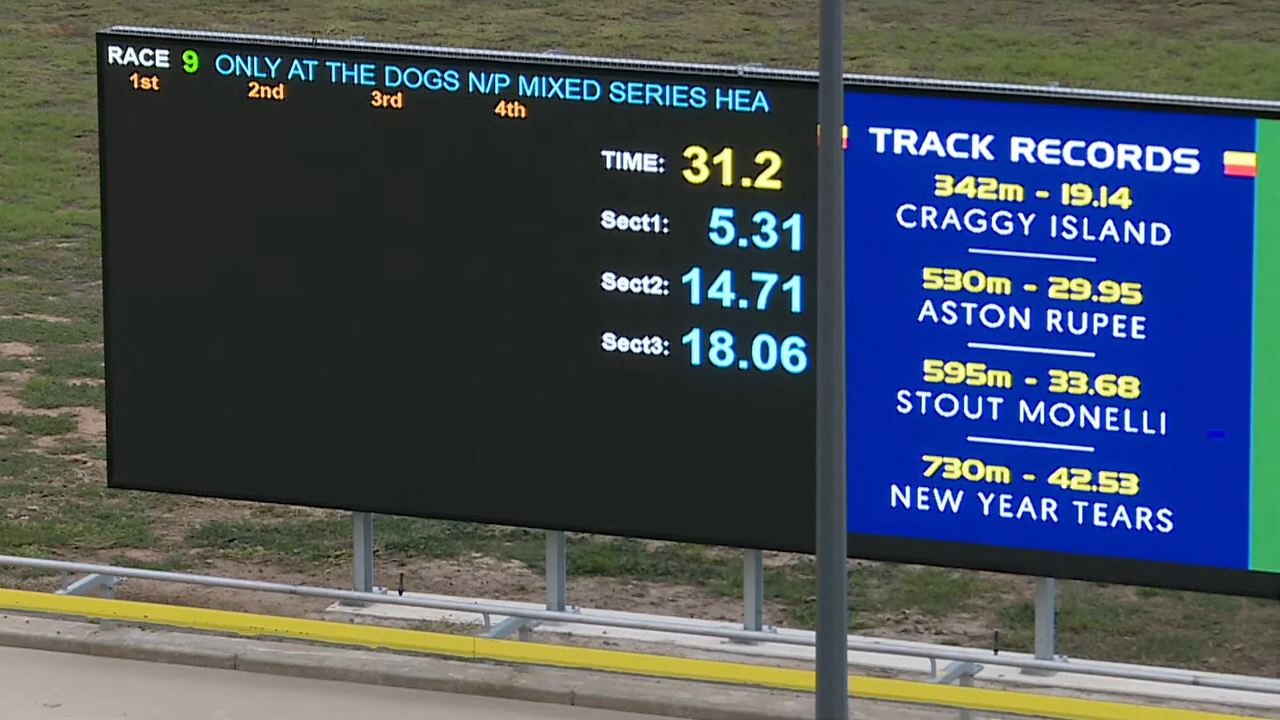 RACE 9 ONLY AT THE DOGS N/P MIXED SERIES HEA
1st 2nd 3rd 4th
TIME: 31.2
Sect1: 5.31
Sect2: 14.71
Sect3: 18.06
TRACK RECORDS
342m - 19.14
CRAGGY ISLAND
530m - 29.95
ASTON RUPEE
595m - 33.68
STOUT MONELLI
730m - 42.53
NEW YEAR TEARS